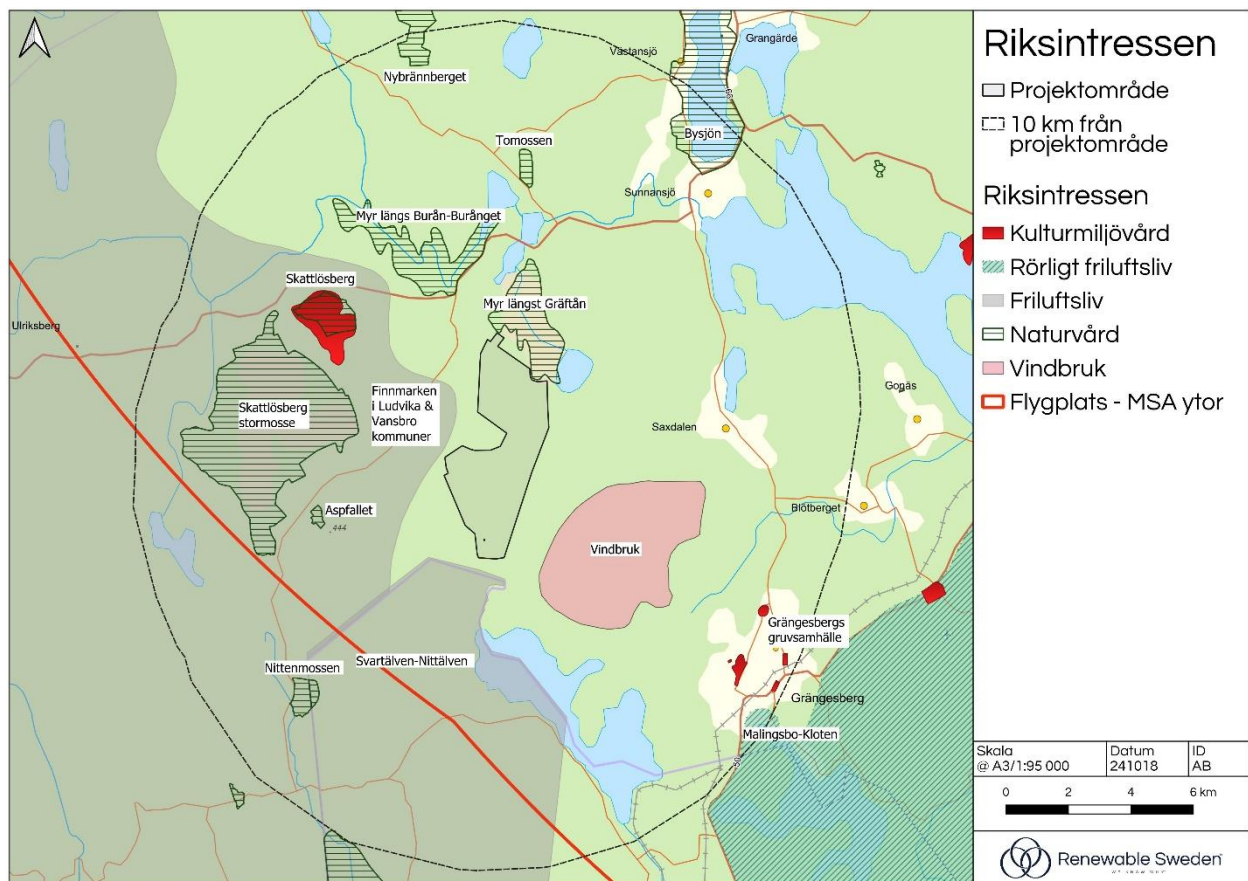 Västansjö
Grangärde
Nybrännberget
Tomossen
Bysjön
Sunnansjö
Myr längs Burån-Burånget
Skattlösberg
Ulriksberg
Myr längst Gräftån
Skattlösberg
stormosse
Finnmarken
i Ludvika &
Vansbro
kommuner
Gonäs
Saxdalen
Aspfallet
444
Blötberget
Vindbruk
Grängesbergs
gruvsamhälle
Nittenmossen
Svartälven-Nittälven
Grängesberg
Malingsbo-Kloten
50
Riksintressen
Projektområde
10 km från
projektområde
Riksintressen
Kulturmiljövård
Rörligt friluftsliv
Friluftsliv
Naturvård
Vindbruk
Flygplats - MSA ytor
Skala
@ A3/1:95 000
Datum
241018
ID
AB
0 2 4 6 km
Renewable Sweden